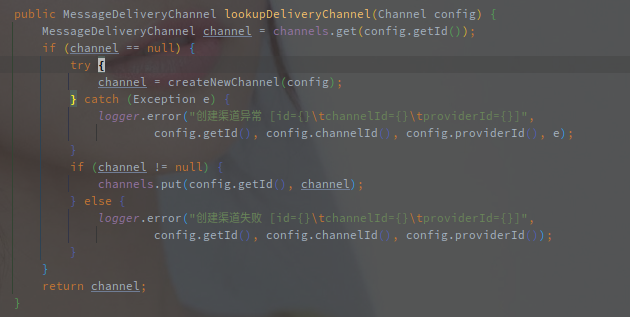 public MessageDeliveryChannel lookupDeliveryChannel(Channel config) {
MessageDeliveryChannel channel = channels.get(config.getId());
if (channel == null) {
try {
channel = createNewChannel(config);
} catch (Exception e) {
logger.error("创建渠道异常 [id={}\tchannelId={}\tproviderId={}]",
config.getId(), config.channelId(), config.providerId(), e);
}
if (channel != null) {
channels.put(config.getId(), channel);
} else {
logger.error("创建渠道失败 [id={}\tchannelId={}\tproviderId={}]",
config.getId(), config.channelId(), config.providerId());
}
}
return channel;
}